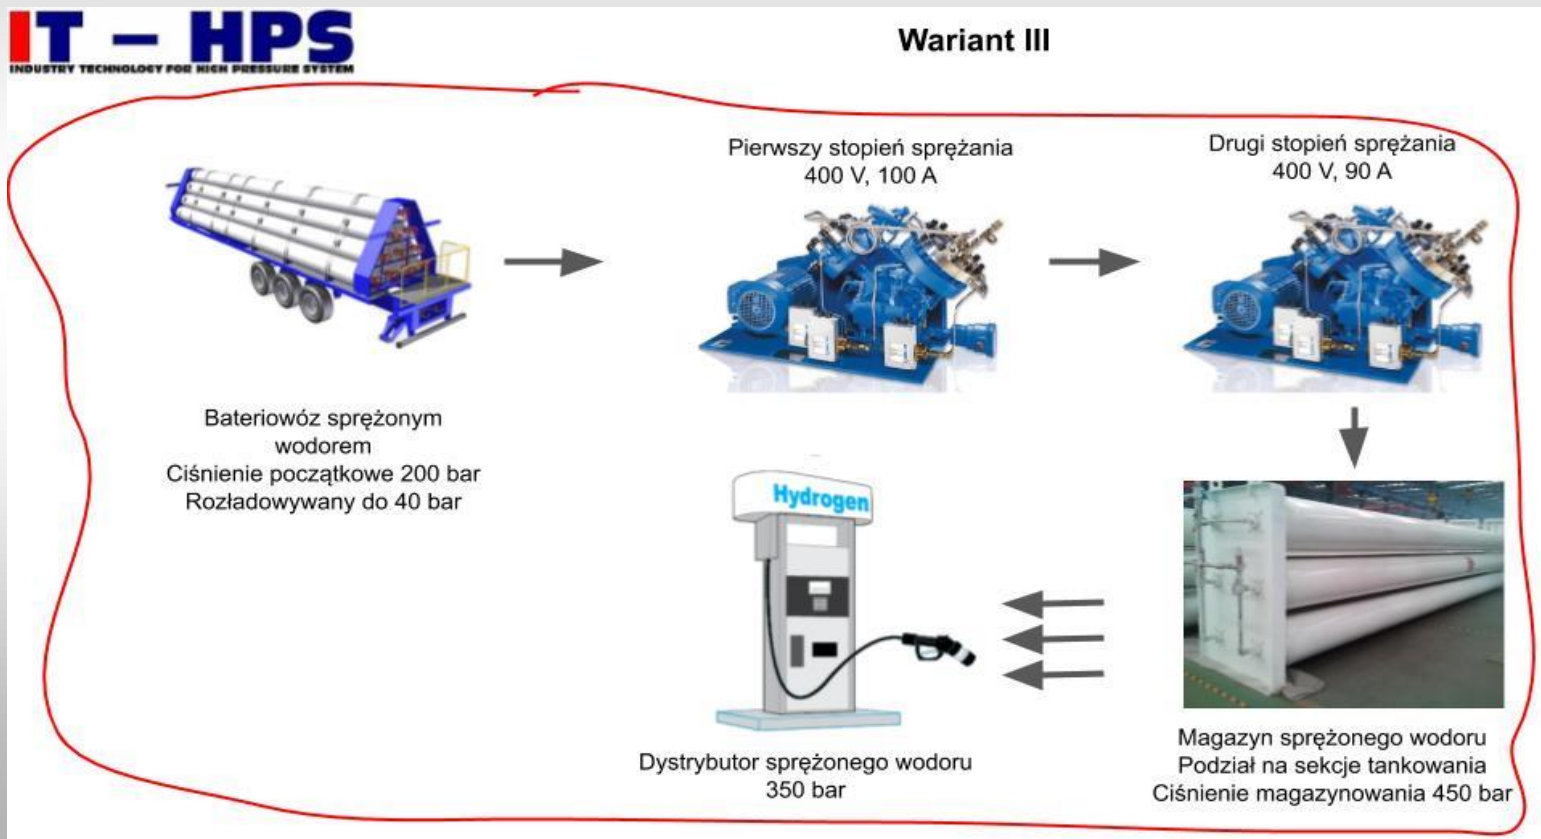 IT – HPS
INDUSTRY TECHNOLOGY FOR HIGH PRESSURE SYSTEM
Wariant III
Pierwszy stopień sprężania
400 V, 100 A
Drugi stopień sprężania
400 V, 90 A
Bateriowóz sprężonym
wodorem
Ciśnienie początkowe 200 bar
Rozładowywany do 40 bar
Hydrogen
Dystrybutor sprężonego wodoru
350 bar
Magazyn sprężonego wodoru
Podział na sekcje tankowania
Ciśnienie magazynowania 450 bar